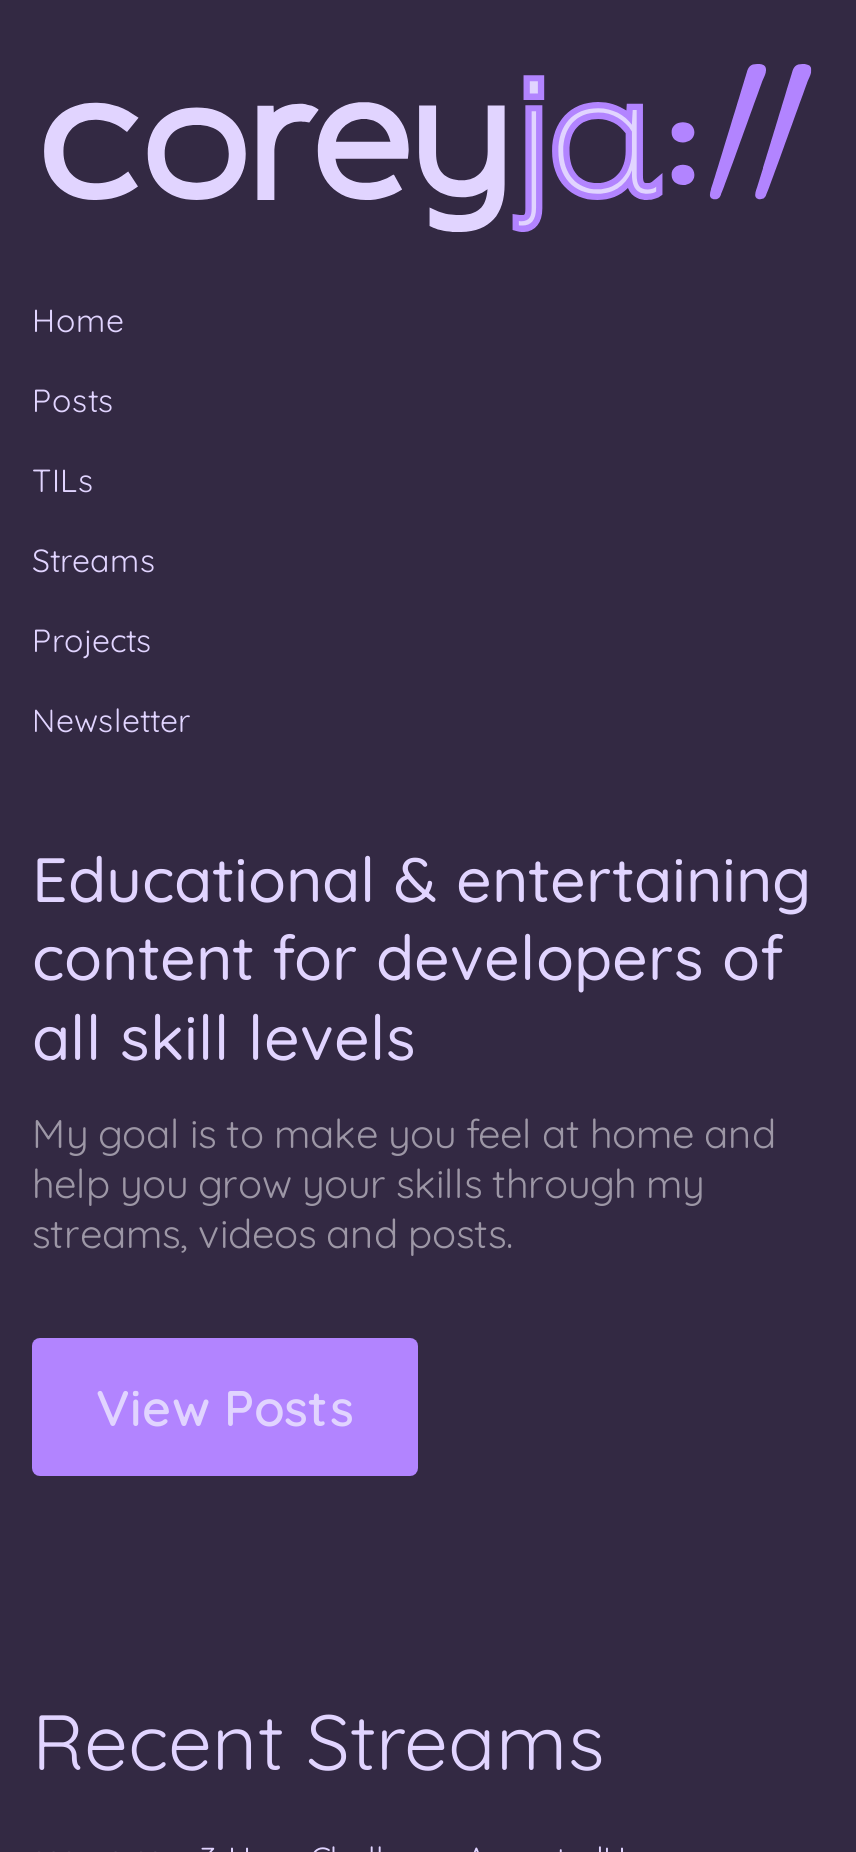 coreyja://
Home
Posts
TILs
Streams
Projects
Newsletter
Educational & entertaining
content for developers of
all skill levels
My goal is to make you feel at home and
help you grow your skills through my
streams, videos and posts.
View Posts
Recent Streams